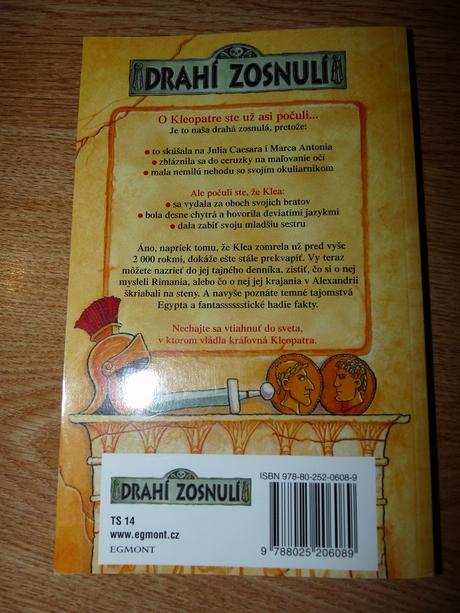 DRAHÍ ZOSNULÍ
O Kleopatre ste už asi počuli...
Je to naša drahá zosnulá, pretože:
• to skúšala na Julia Caesara i Marca Antonia
• zbláznila sa do ceruzky na maľovanie očí
• mala nemilú nehodu so svojím okuliarnikom
Ale počuli ste, že Klea:
• sa vydala za oboch svojich bratov
• bola desne chytrá a hovorila deviatimi jazykmi
• dala zabiť svoju mladšiu sestru
Áno, napriek tomu, že Klea zomrela už pred vyše
2 000 rokmi, dokáže ešte stále prekvapiť. Vy teraz
môžete nazrieť do jej tajného denníka, zistiť, čo si o nej
mysleli Rimania, alebo čo o nej jej krajania v Alexandrii
škriabali na steny. A navyše poznáte temné tajomstvá
Egypta a fantasssssstické hadie fakty.
Nechajte sa vtiahnuť do sveta,
v ktorom vládla kráľovná Kleopatra.
DRAHÍ ZOSNULÍ
TS 14
www.egmont.cz
EGMONT
ISBN 978-80-252-0608-9
9 788025 206089